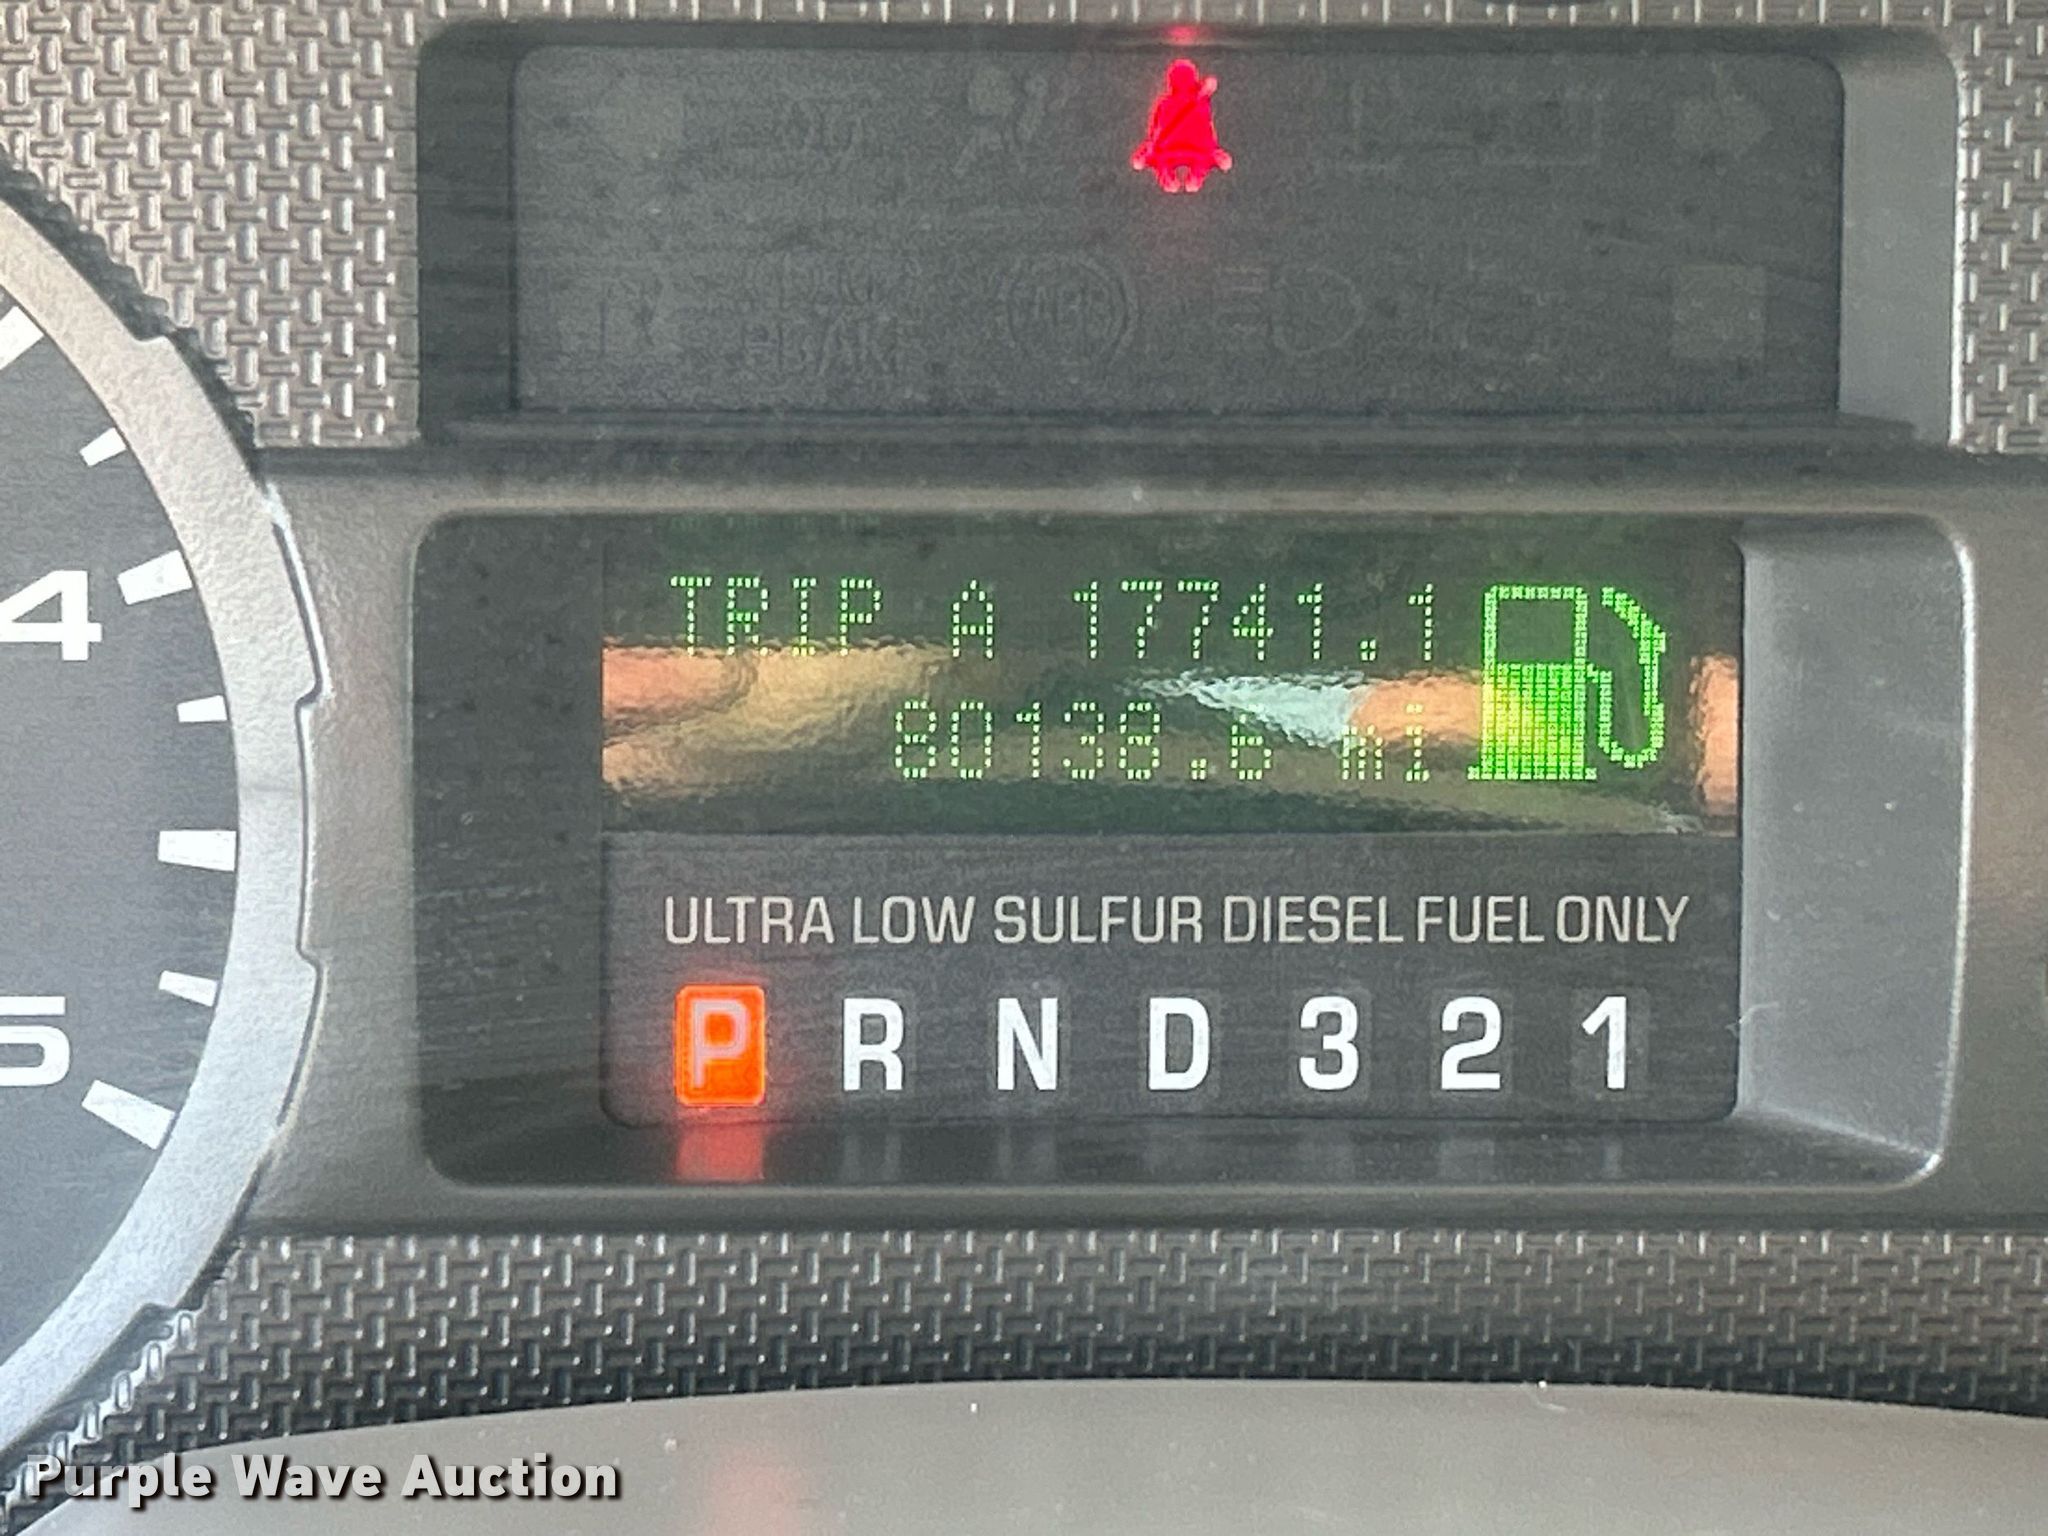 TRIP A 17741.1
80138.6 mi
4
ULTRA LOW SULFUR DIESEL FUEL ONLY
P R N D 3 2 1
5
Purple Wave Auction